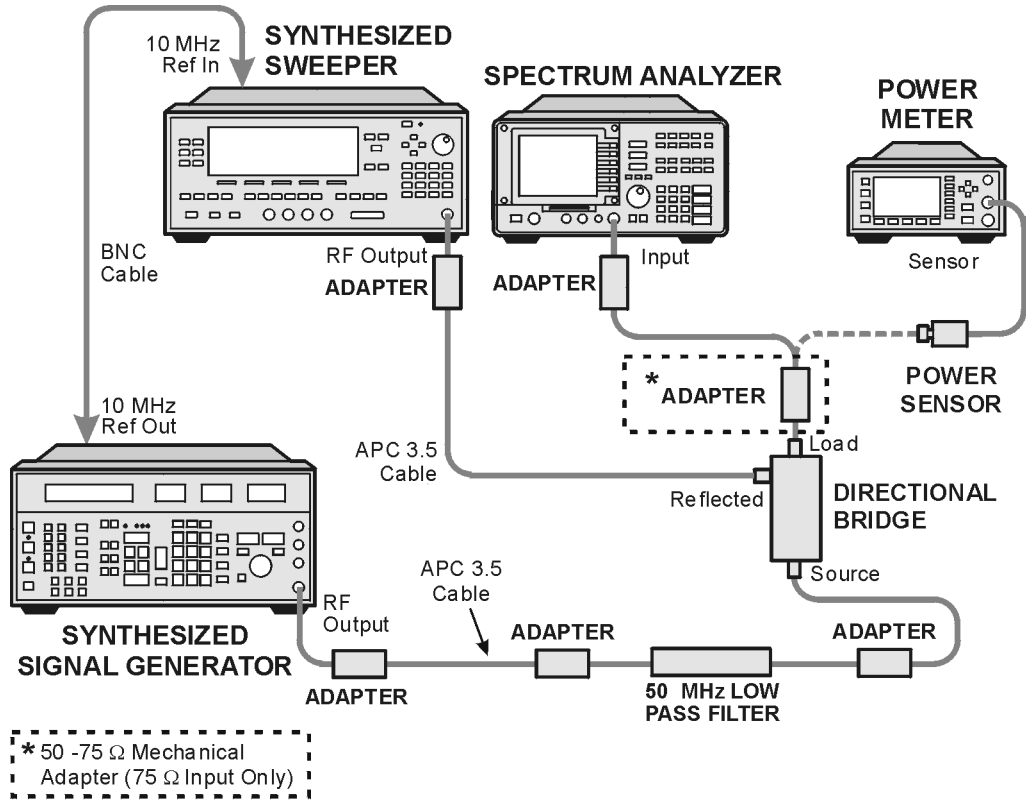 10 MHz
Ref In
SYNTHESIZED
SWEEPER
SPECTRUM ANALYZER
POWER
METER
BNC
Cable
RF Output
ADAPTER
Input
ADAPTER
Sensor
*
ADAPTER
POWER
SENSOR
10 MHz
Ref Out
APC 3.5
Cable
Load
Reflected
DIRECTIONAL
BRIDGE
Source
APC 3.5
Cable
RF
Output
SYNTHESIZED
SIGNAL GENERATOR
ADAPTER
ADAPTER
ADAPTER
50 MHz LOW
PASS FILTER
* 50 -75 Ω Mechanical
Adapter (75 Ω Input Only)